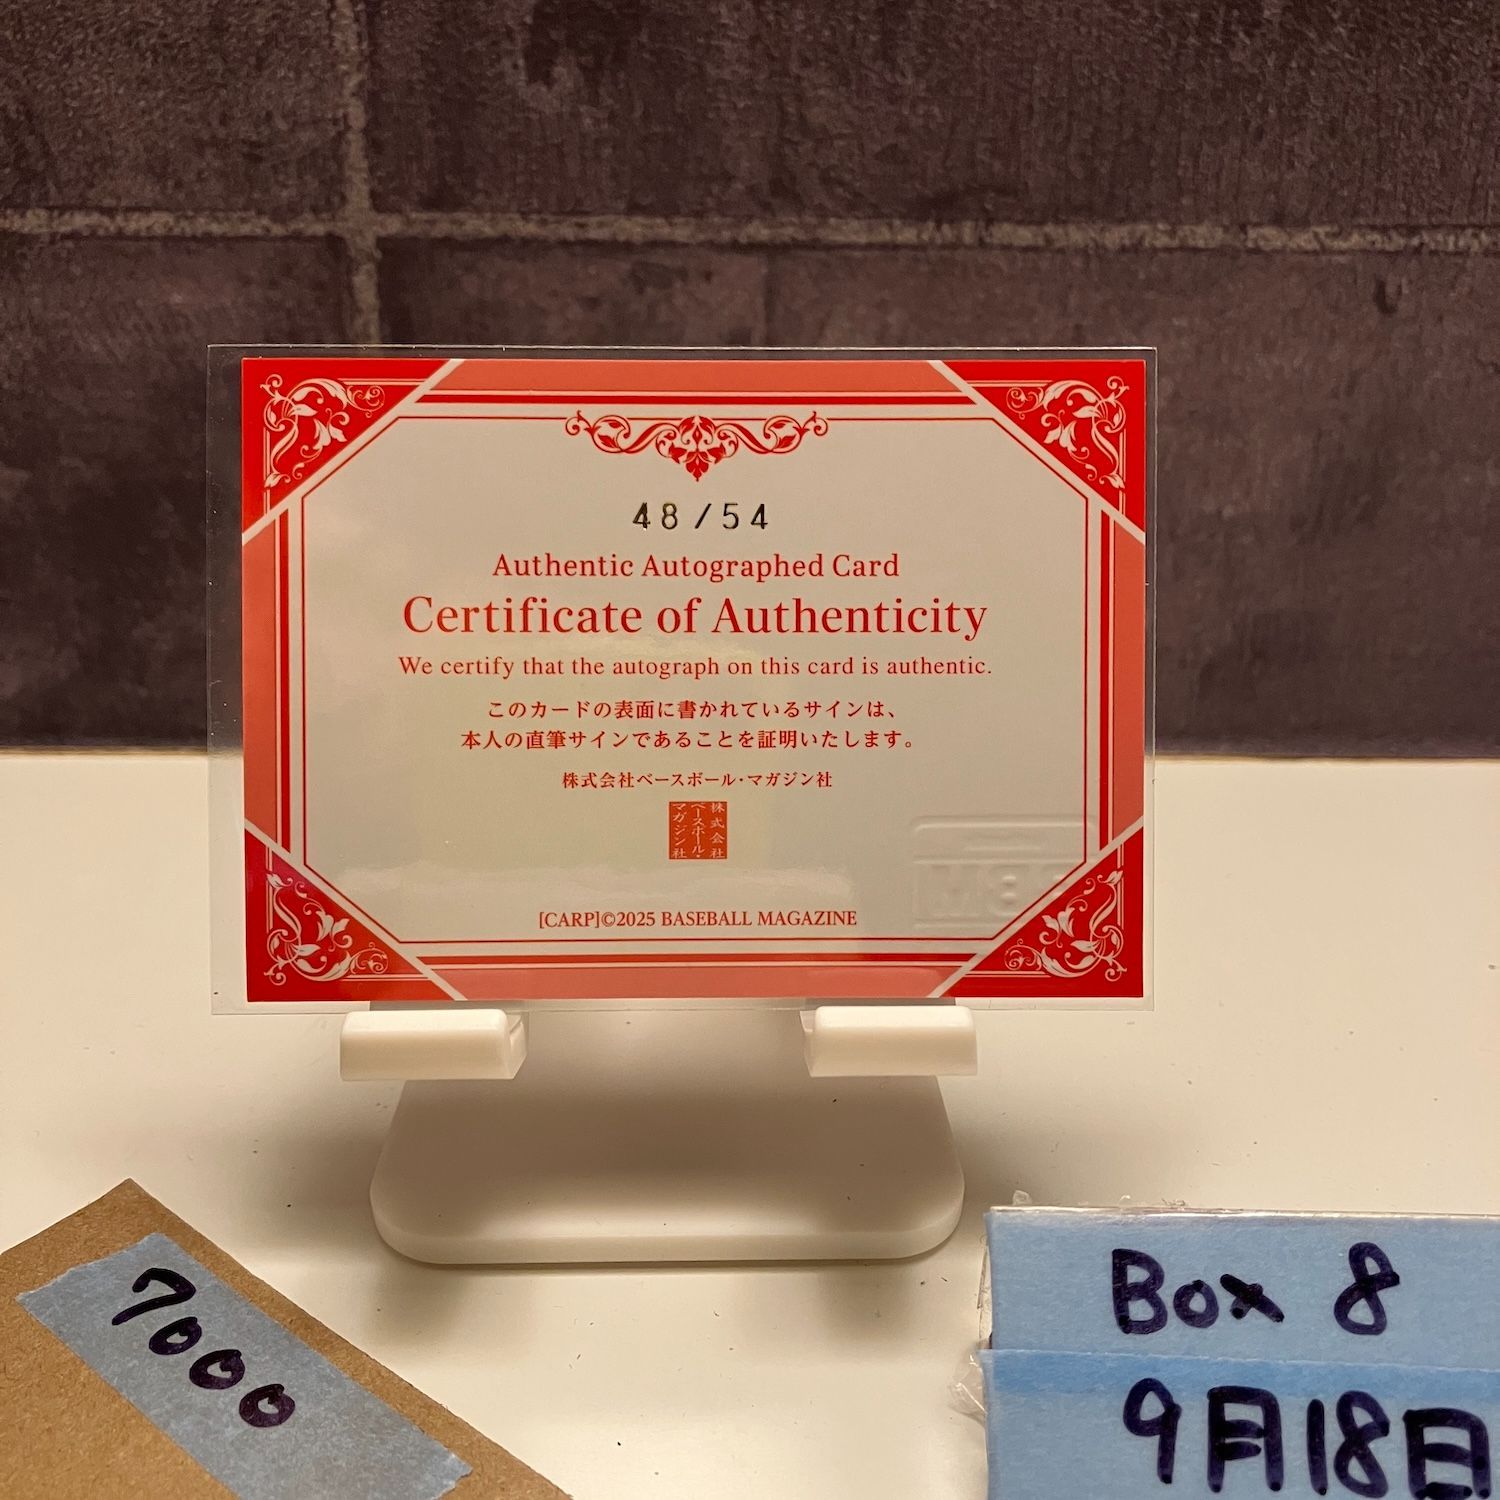 48/54
Authentic Autographed Card
Certificate of Authenticity
We certify that the autograph on this card is authentic.
このカードの表面に書かれているサインは、
本人の直筆サインであることを証明いたします。
株式会社ベースボール・マガジン社
株式会社
ベースボール・
マガジン社
[CARP]©2025 BASEBALL MAGAZINE
BBM
7000
Box 8
9月18日